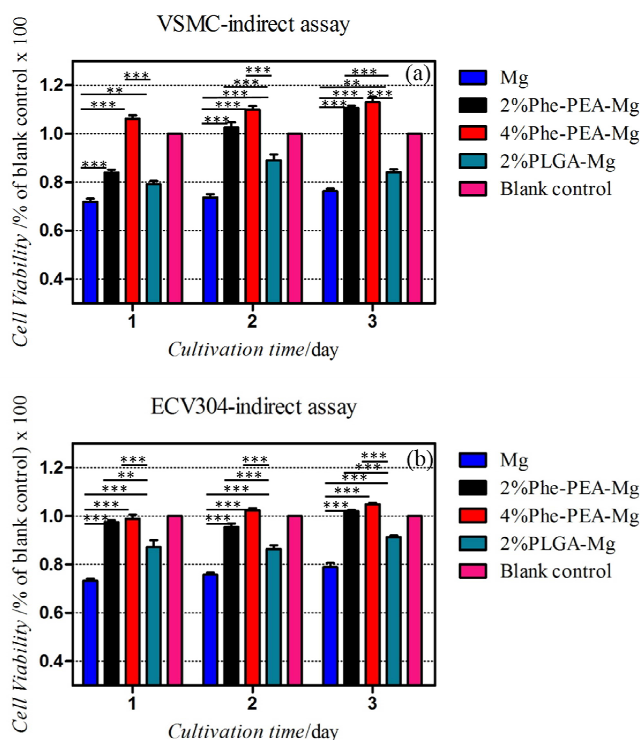 VSMC-indirect assay
Cell Viability /% of blank control x 100
(a)
*** ** *** ***
*** *** *** ***
*** ** *** *** ***
1.2
1.0
0.8
0.6
0.4
1 2 3
Cultivation time/day
Mg
2%Phe-PEA-Mg
4%Phe-PEA-Mg
2%PLGA-Mg
Blank control
ECV304-indirect assay
Cell Viability /% of blank control) x 100
(b)
*** ** *** *** ***
*** *** *** *** ***
*** *** *** *** ***
1.2
1.0
0.8
0.6
0.4
1 2 3
Cultivation time/day
Mg
2%Phe-PEA-Mg
4%Phe-PEA-Mg
2%PLGA-Mg
Blank control